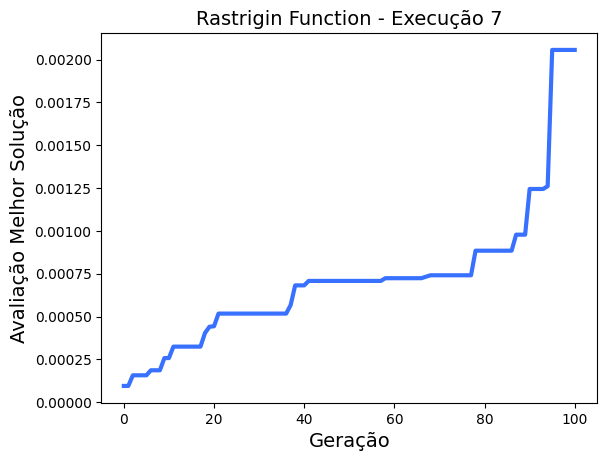 Rastrigin Function - Execução 7
Avaliação Melhor Solução
0.00200
0.00175
0.00150
0.00125
0.00100
0.00075
0.00050
0.00025
0.00000
0 20 40 60 80 100
Geração